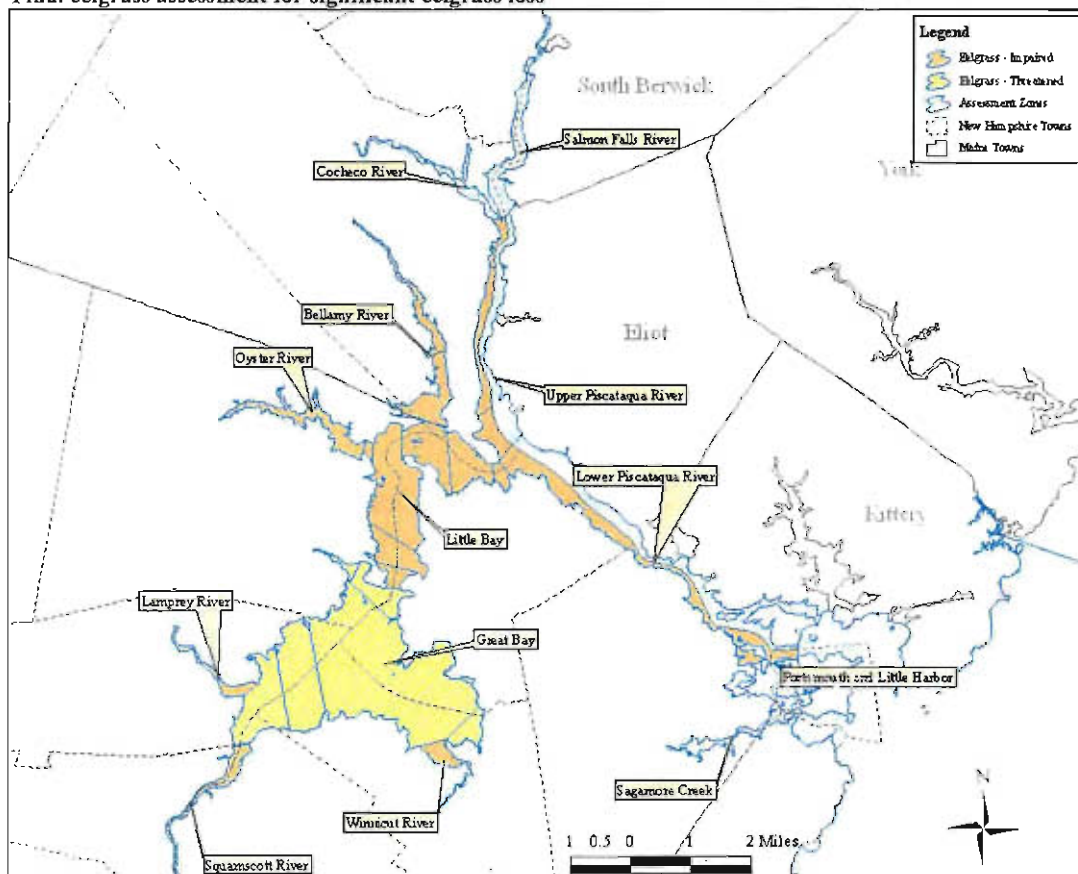 Final eelgrass assessment for significant eelgrass loss
Legend
Eelgrass - Impaired
Eelgrass - Threatened
Assessment Zones
New Hampshire Towns
Maine Towns
South Berwick
Salmon Falls River
Cocheco River
York
Bellamy River
Eliot
Oyster River
Upper Piscataqua River
Lower Piscataqua River
Kittery
Little Bay
Lamprey River
Great Bay
Portsmouth and Little Harbor
Sagamore Creek
N
Winnicut River
1 0.5 0 1 2 Miles
Squamscott River